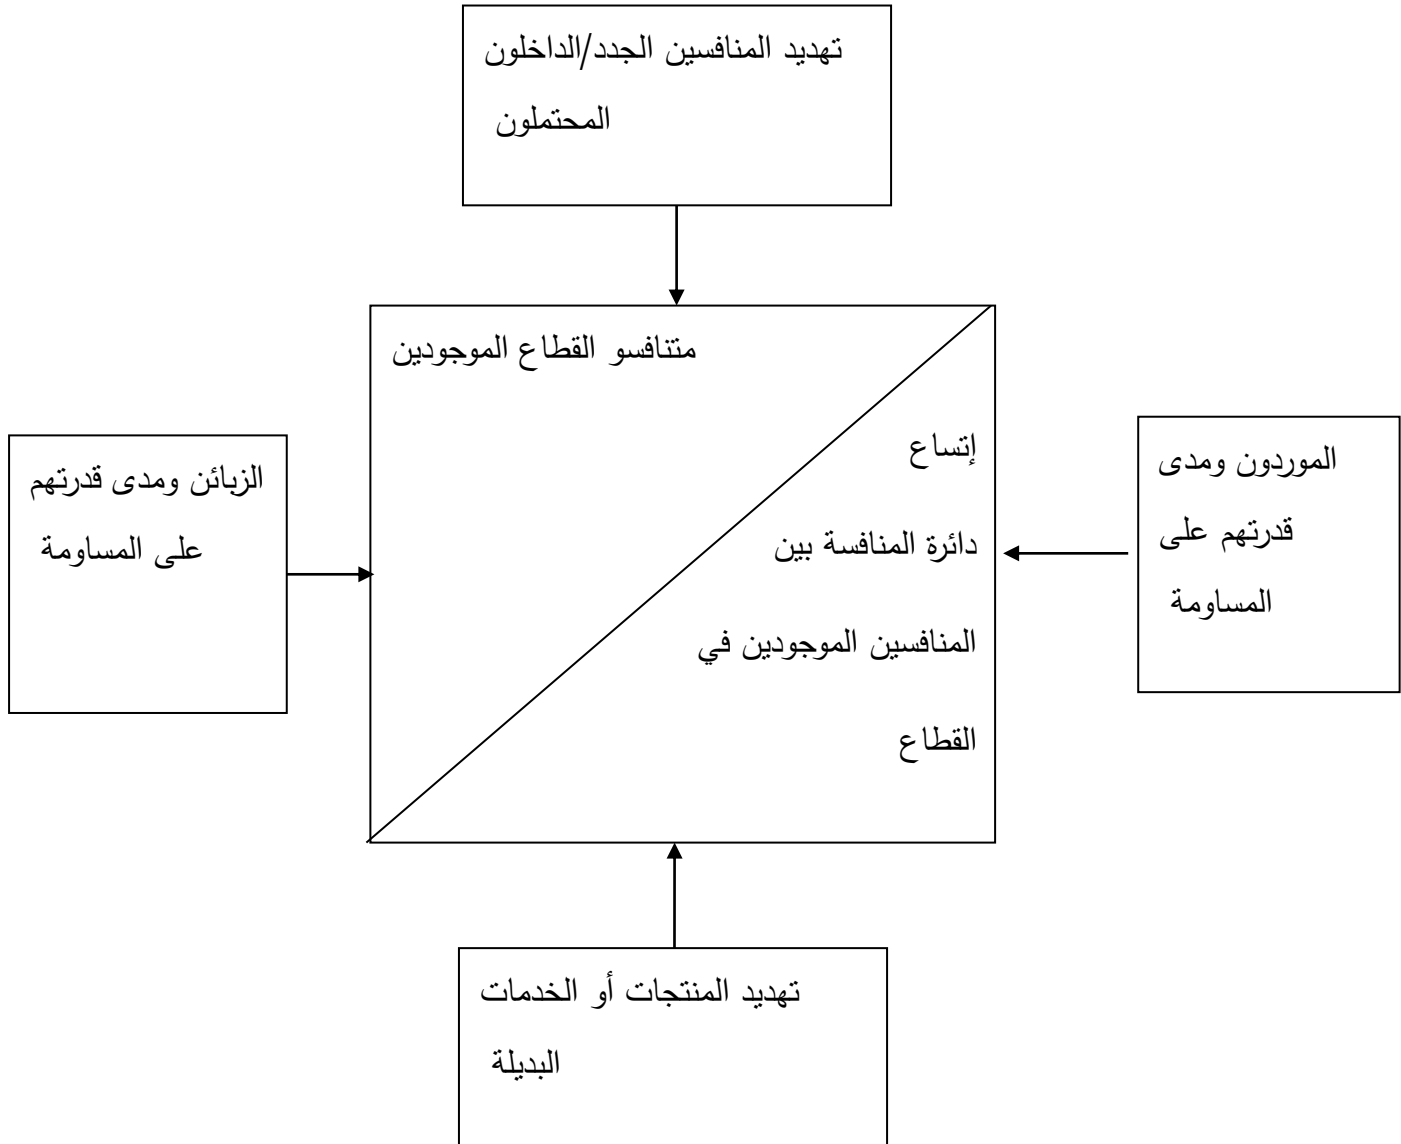 تهديد المنافسين الجدد/الداخلون
المحتملون
متنافسو القطاع الموجودين
إتساع
دائرة المنافسة بين
المنافسين الموجودين في
القطاع
الموردون ومدى
قدرتهم على
المساومة
الزبائن ومدى قدرتهم
على المساومة
تهديد المنتجات أو الخدمات
البديلة